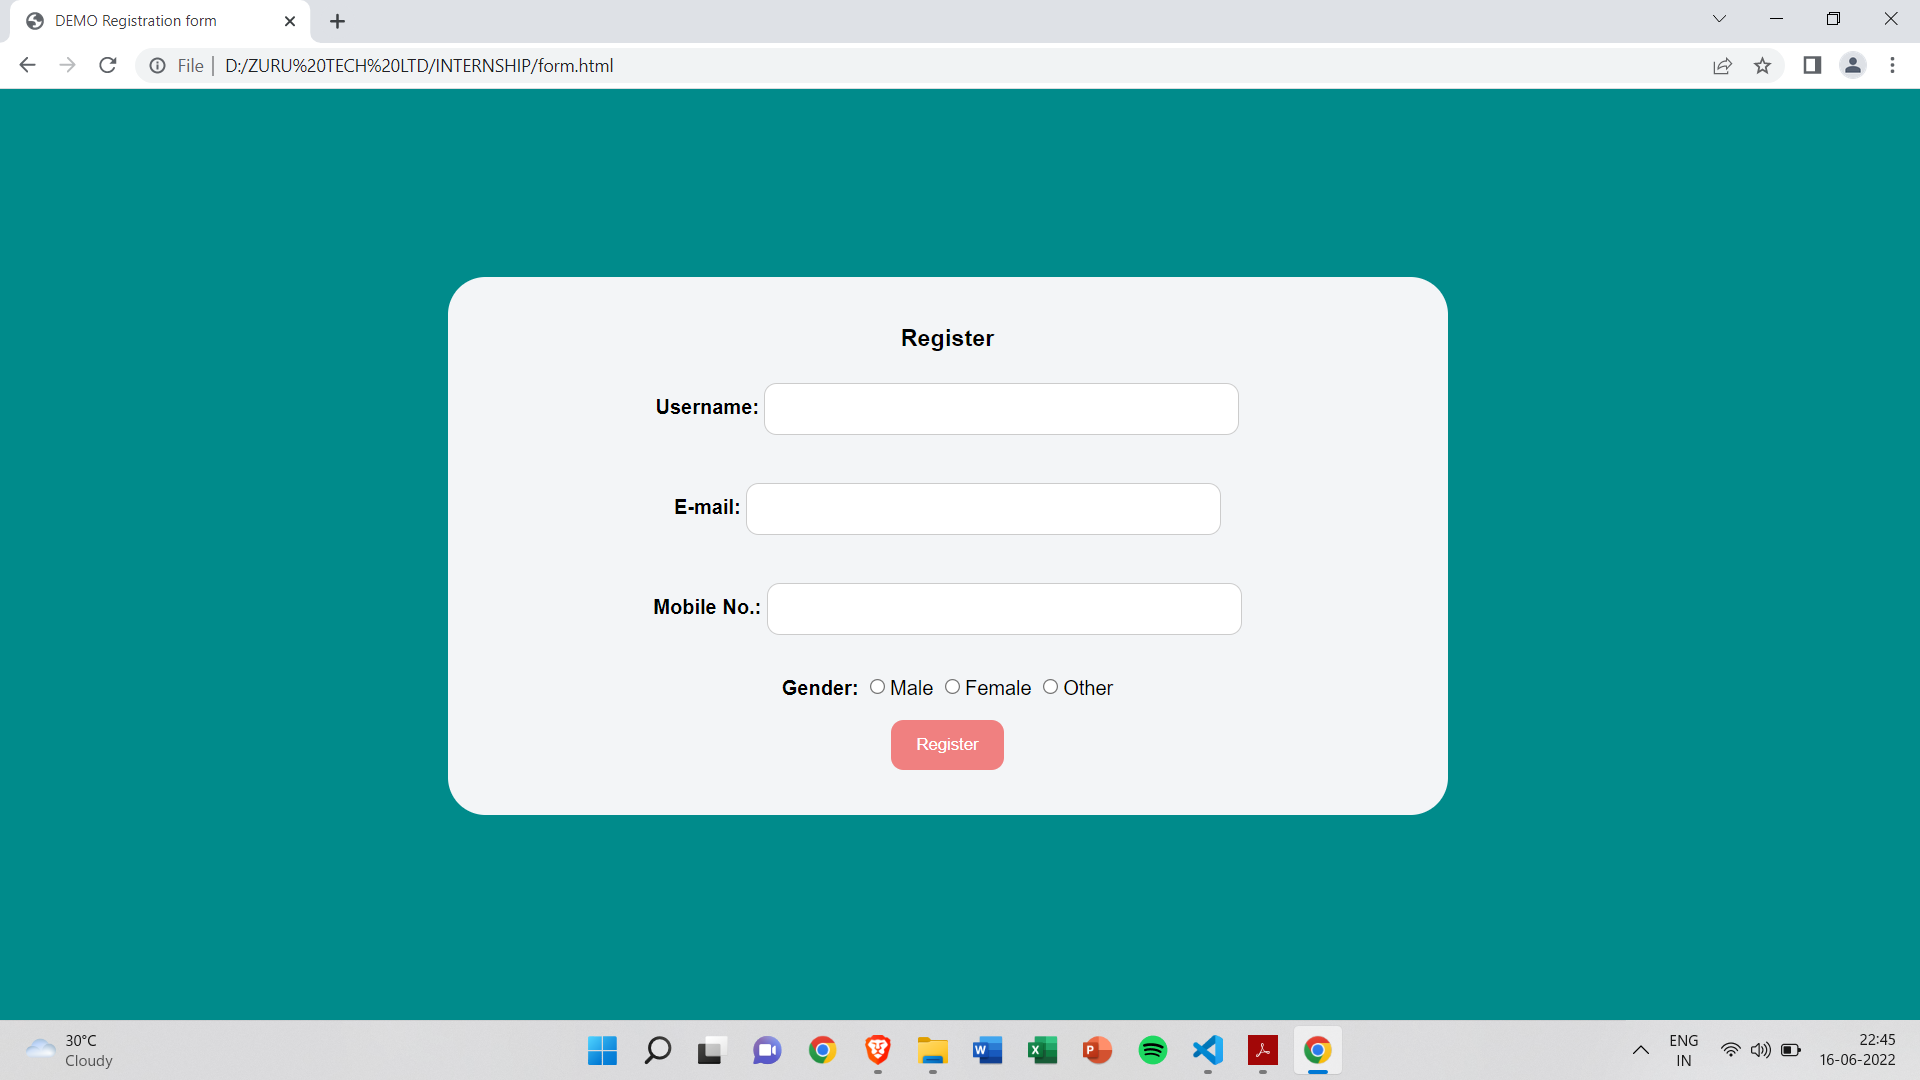 DEMO Registration form
File | D:/ZURU%20TECH%20LTD/INTERNSHIP/form.html
Register
Username:
E-mail:
Mobile No.:
Gender: Male Female Other
Register
30°C
Cloudy
ENG
IN
22:45
16-06-2022